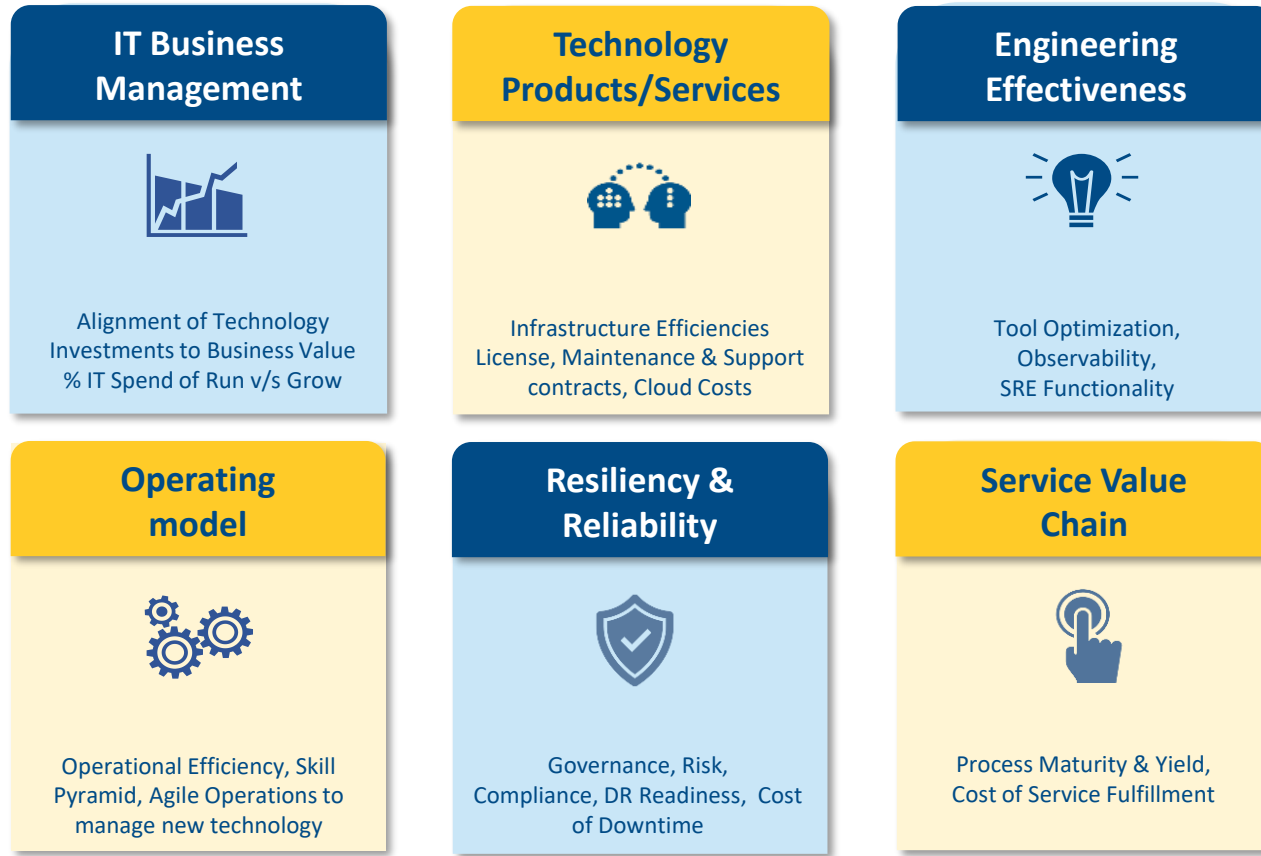 IT Business
Management
Alignment of Technology
Investments to Business Value
% IT Spend of Run v/s Grow
Technology
Products/Services
Infrastructure Efficiencies
License, Maintenance & Support
contracts, Cloud Costs
Engineering
Effectiveness
Tool Optimization,
Observability,
SRE Functionality
Operating
model
Operational Efficiency, Skill
Pyramid, Agile Operations to
manage new technology
Resiliency &
Reliability
Governance, Risk,
Compliance, DR Readiness, Cost
of Downtime
Service Value
Chain
Process Maturity & Yield,
Cost of Service Fulfillment